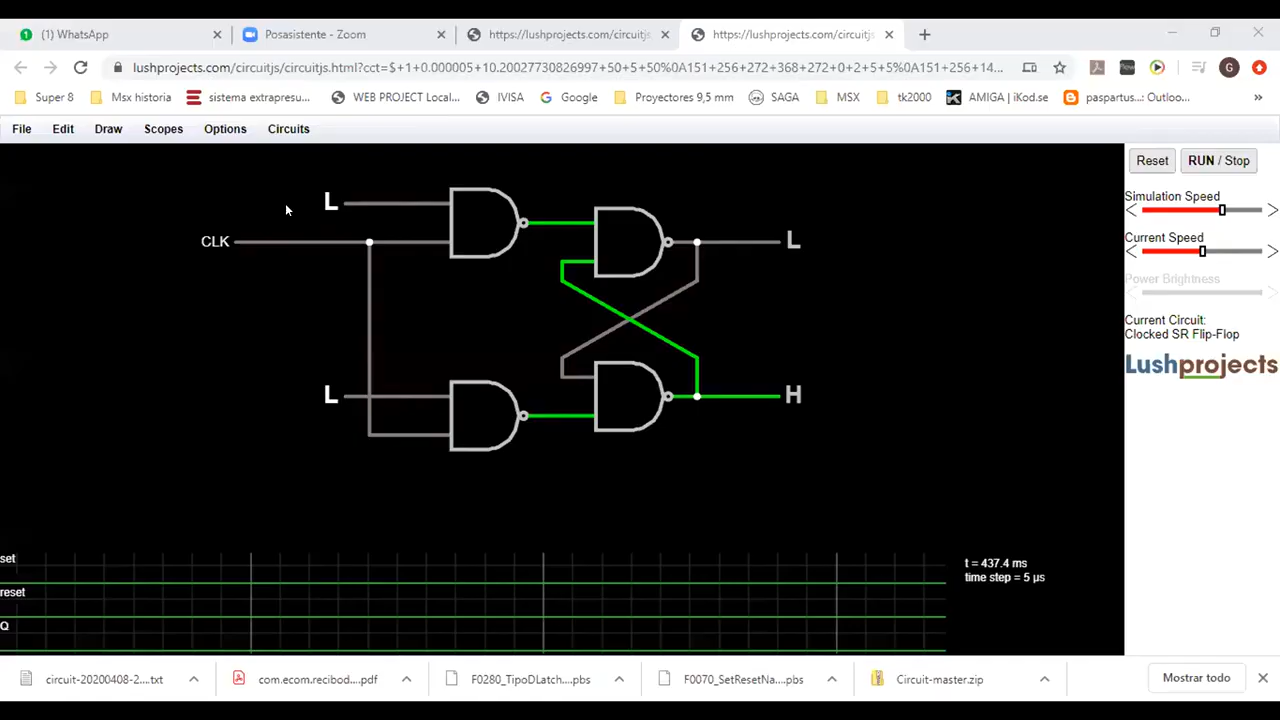 (1) WhatsApp
Posasistente - Zoom
https://lushprojects.com/circuitjs
https://lushprojects.com/circuitjs
lushprojects.com/circuitjs/circuitjs.html?cct=$+1+0.000005+10.20027730826997+50+5+50%0A151+256+272+368+272+0+2+5+5%0A151+256+14...
G
Super 8
Msx historia
sistema extrapresu...
WEB PROJECT Local...
IVISA
Google
Proyectores 9,5 mm
SAGA
MSX
tk2000
AMIGA | iKod.se
paspartus...: Outloo...
»
File Edit Draw Scopes Options Circuits
Reset
RUN / Stop
Simulation Speed
Current Speed
Power Brightness
Current Circuit:
Clocked SR Flip-Flop
Lushprojects
L
CLK
L
L
H
set
reset
Q
t = 437.4 ms
time step = 5 µs
circuit-20200408-2....txt
com.ecom.recibod....pdf
F0280_TipoDLatch....pbs
F0070_SetResetNa....pbs
Circuit-master.zip
Mostrar todo